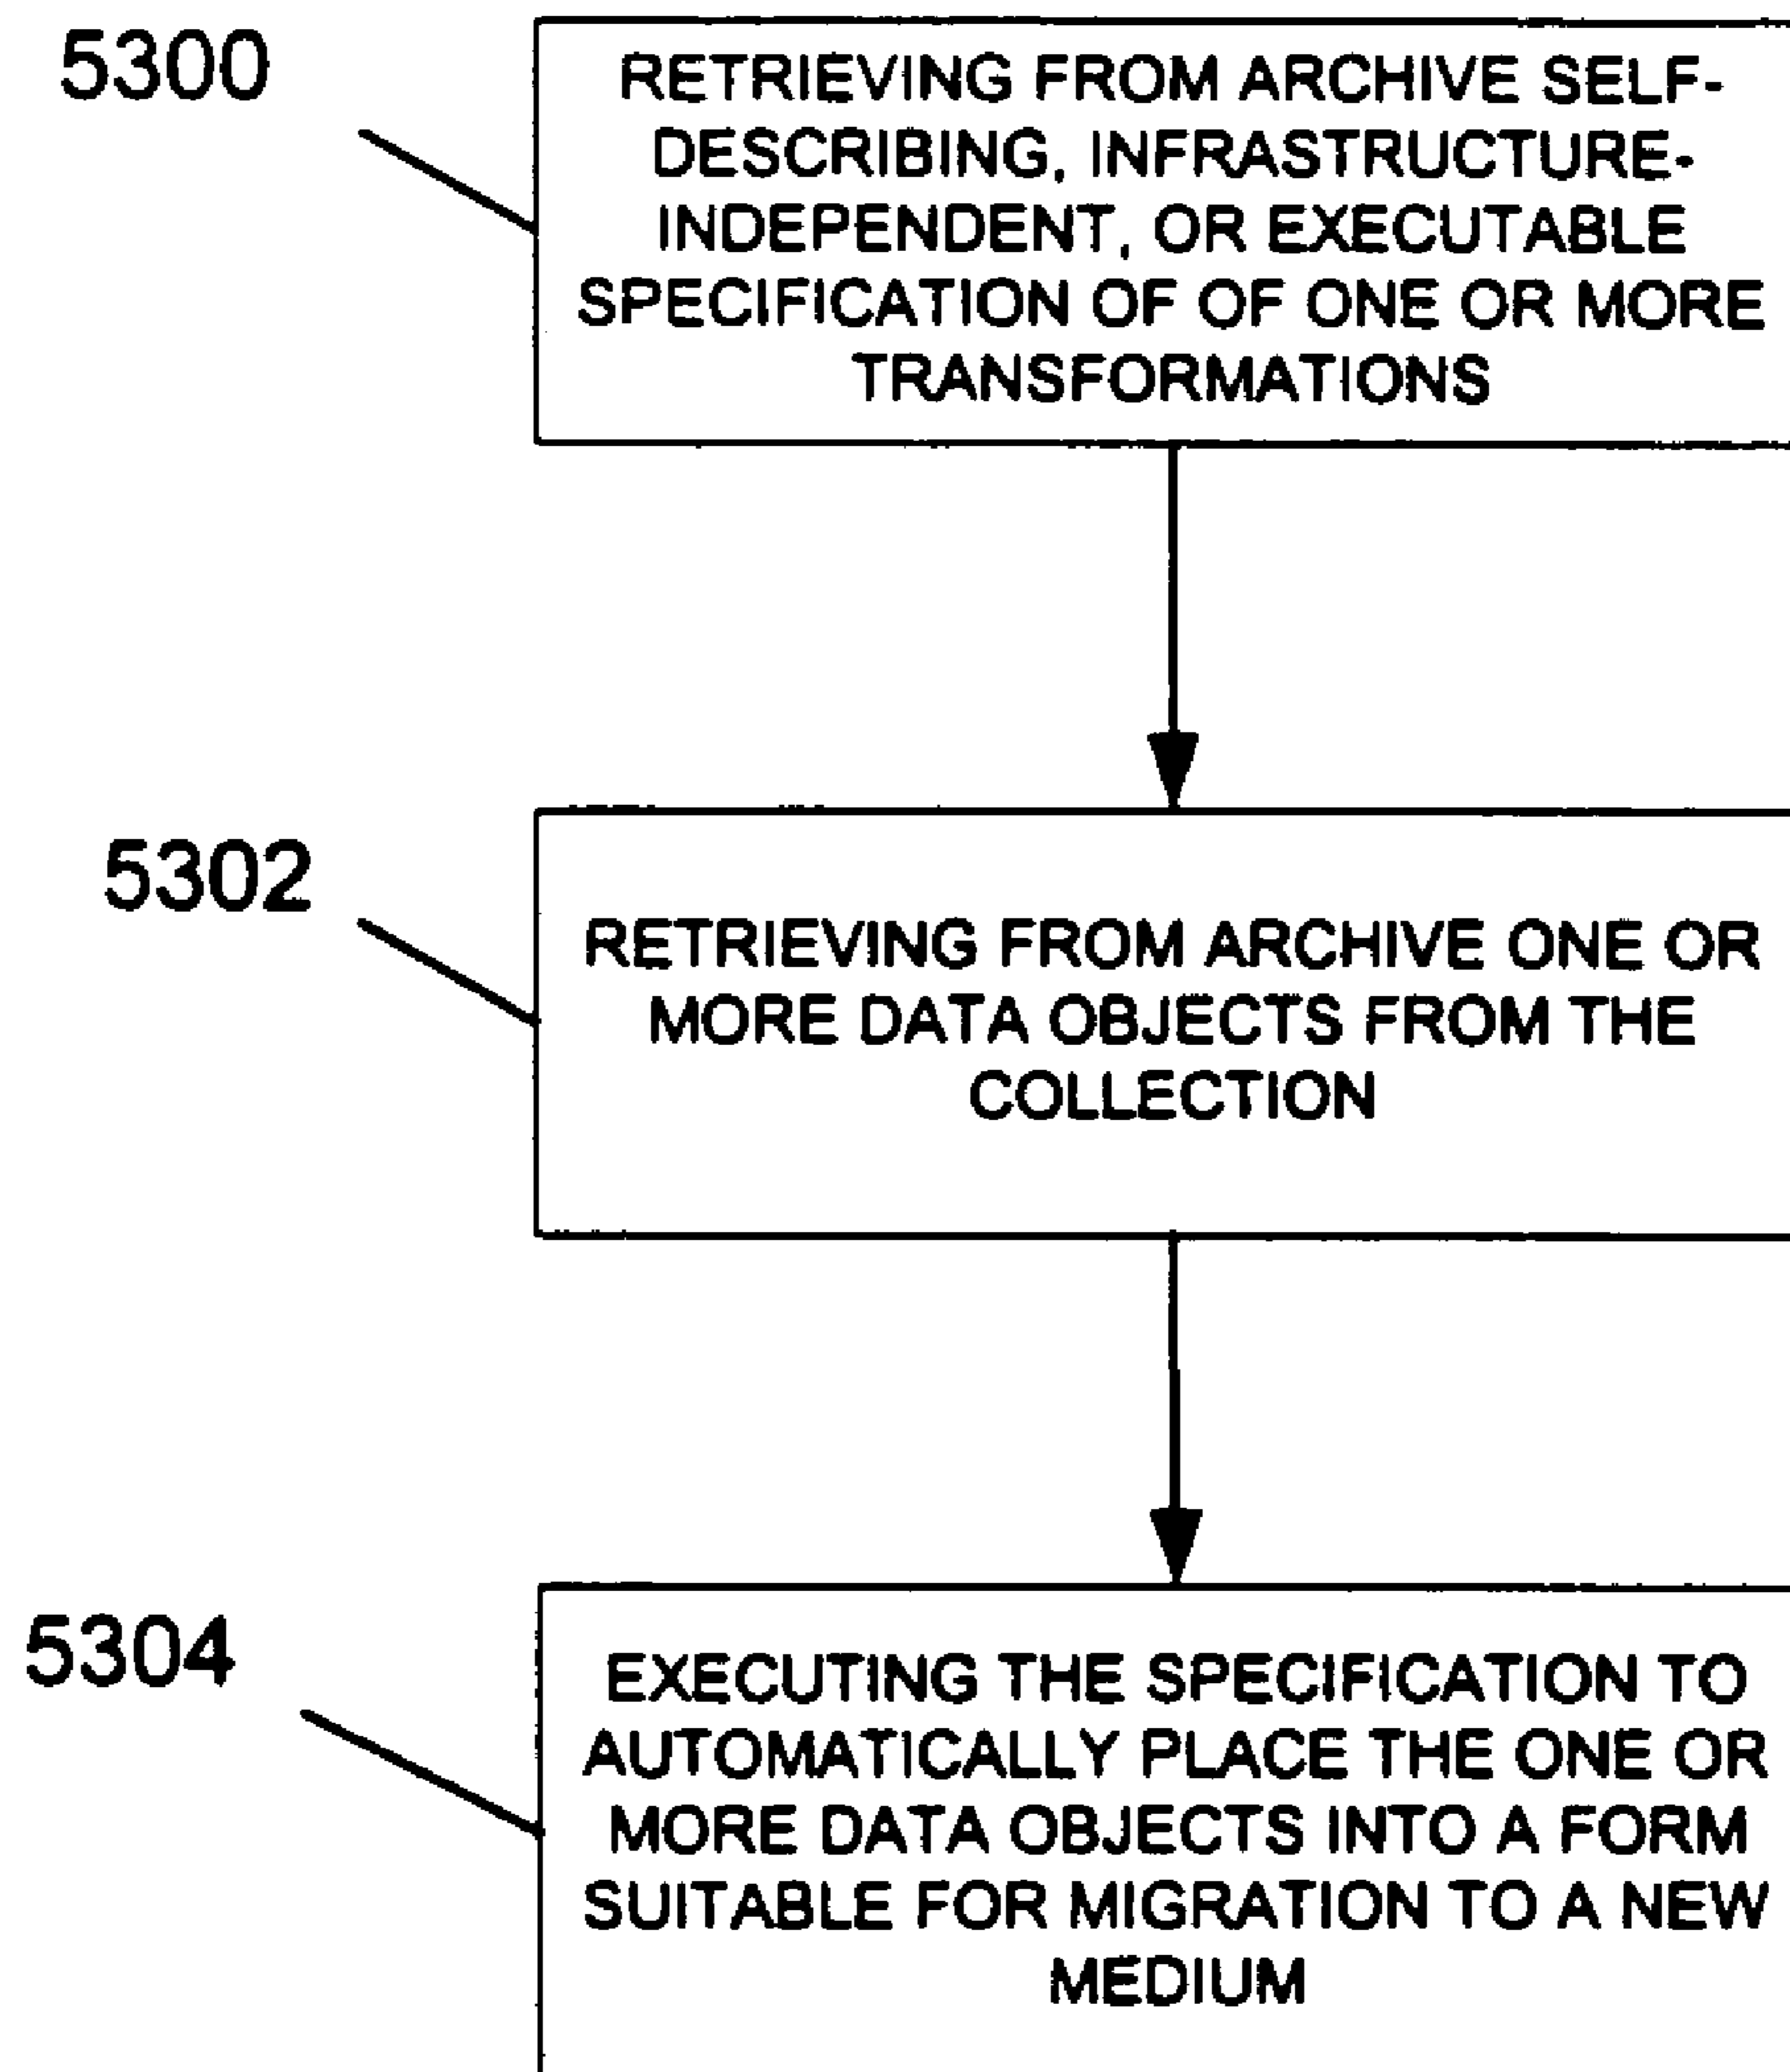 5300
RETRIEVING FROM ARCHIVE SELF-
DESCRIBING, INFRASTRUCTURE-
INDEPENDENT, OR EXECUTABLE
SPECIFICATION OF OF ONE OR MORE
TRANSFORMATIONS
5302
RETRIEVING FROM ARCHIVE ONE OR
MORE DATA OBJECTS FROM THE
COLLECTION
5304
EXECUTING THE SPECIFICATION TO
AUTOMATICALLY PLACE THE ONE OR
MORE DATA OBJECTS INTO A FORM
SUITABLE FOR MIGRATION TO A NEW
MEDIUM